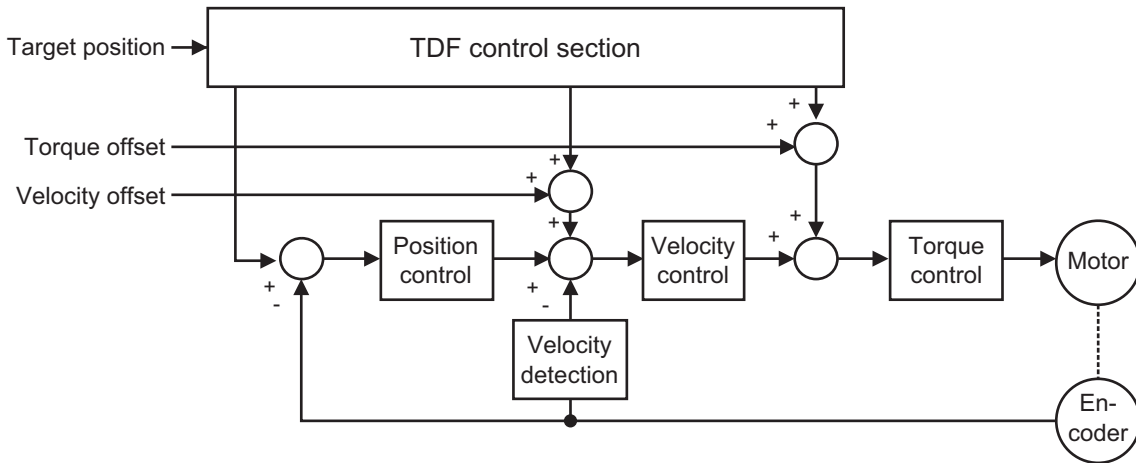 Target position
TDF control section
+
Torque offset
+
Velocity offset
+
+
+
+
+
Position
control
Velocity
control
Torque
control
Motor
+
-
+
-
Velocity
detection
En-
coder